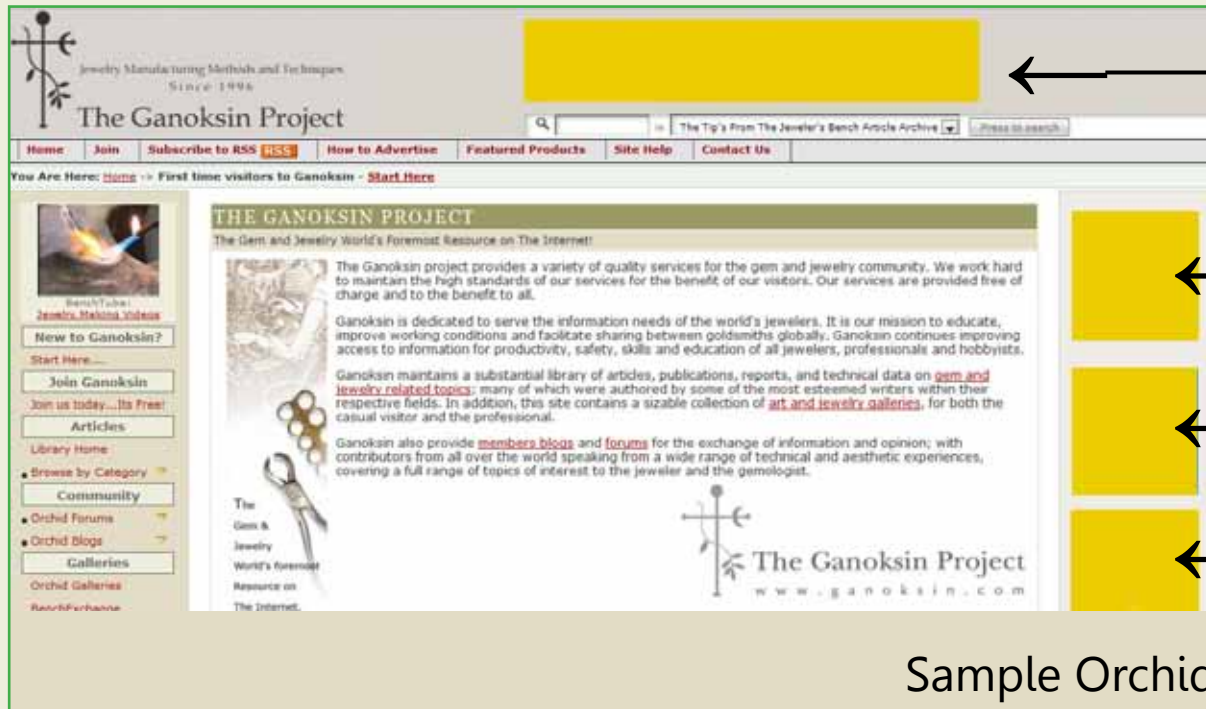 Jewelry Manufacturing Methods and Techniques
Since 1996
The Ganoksin Project
The Tip's From The Jeweler's Bench Article Archive
Press to search
Home Join Subscribe to RSS RSS How to Advertise Featured Products Site Help Contact Us
You Are Here: Home -> First time visitors to Ganoksin - Start Here
BenchTube:
Jewelry Making Videos
New to Ganoksin?
Start Here....
Join Ganoksin
Join us today...Its Free!
Articles
Library Home
Browse by Category
Community
Orchid Forums
Orchid Blogs
Galleries
Orchid Galleries
BenchExchange
THE GANOKSIN PROJECT
The Gem and Jewelry World's Foremost Resource on The Internet!
The Ganoksin project provides a variety of quality services for the gem and jewelry community. We work hard
to maintain the high standards of our services for the benefit of our visitors. Our services are provided free of
charge and to the benefit to all.
Ganoksin is dedicated to serve the information needs of the world's jewelers. It is our mission to educate,
improve working conditions and facilitate sharing between goldsmiths globally. Ganoksin continues improving
access to information for productivity, safety, skills and education of all jewelers, professionals and hobbyists.
Ganoksin maintains a substantial library of articles, publications, reports, and technical data on gem and
jewelry related topics; many of which were authored by some of the most esteemed writers within their
respective fields. In addition, this site contains a sizable collection of art and jewelry galleries, for both the
casual visitor and the professional.
Ganoksin also provide members blogs and forums for the exchange of information and opinion; with
contributors from all over the world speaking from a wide range of technical and aesthetic experiences,
covering a full range of topics of interest to the jeweler and the gemologist.
The
Gem &
Jewelry
World's foremost
Resource on
The Internet.
The Ganoksin Project
www.ganoksin.com
Sample Orchid